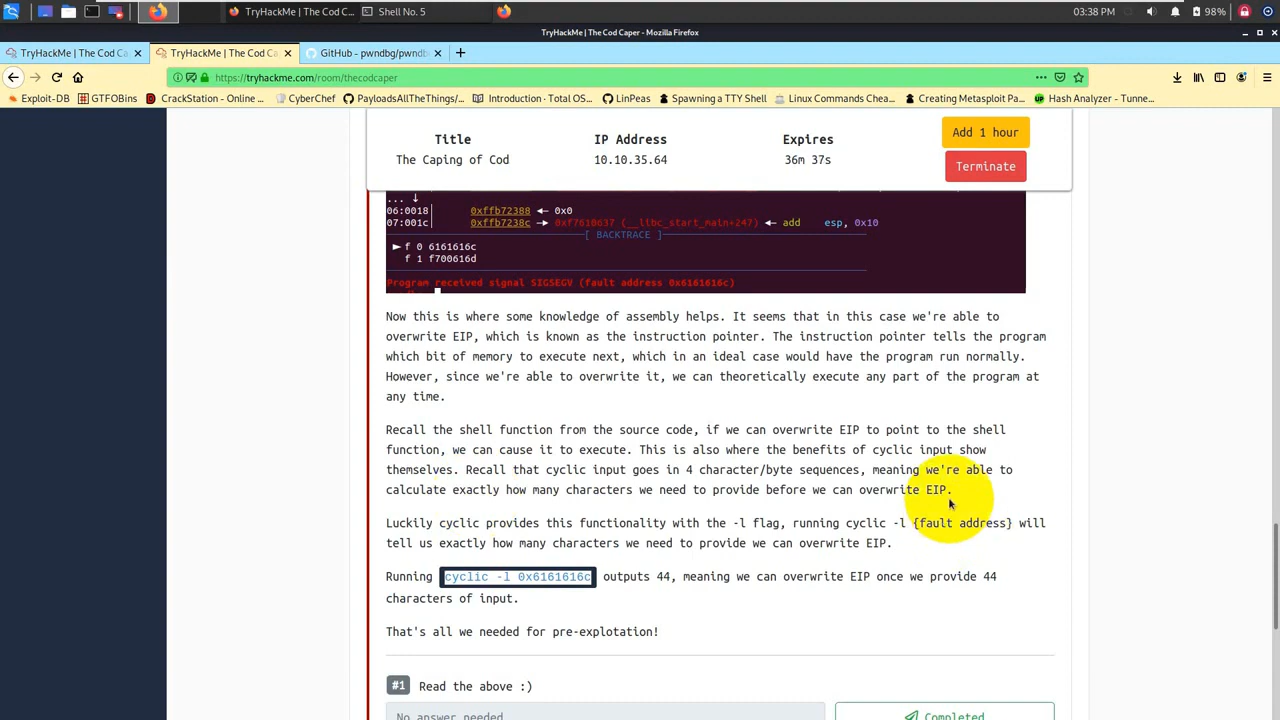 TryHackMe | The Cod C...
Shell No. 5
03:38 PM
98%
TryHackMe | The Cod Caper - Mozilla Firefox
TryHackMe | The Cod Ca
TryHackMe | The Cod Ca
GitHub - pwndbg/pwndb
https://tryhackme.com/room/thecodcaper
Exploit-DB
GTFOBins
CrackStation - Online ...
CyberChef
PayloadsAllTheThings/...
Introduction · Total OS...
LinPeas
Spawning a TTY Shell
Linux Commands Chea...
Creating Metasploit Pa...
Hash Analyzer - Tunne...
Title IP Address Expires
The Caping of Cod 10.10.35.64 36m 37s
Add 1 hour
Terminate
... ↓
06:0018│ 0xffb72388 ← 0x0
07:001c│ 0xffb7238c → 0xf7610637 (__libc_start_main+247) ← add esp, 0x10
[ BACKTRACE ]
► f 0 6161616c
f 1 f700616d
Program received signal SIGSEGV (fault address 0x6161616c)
Now this is where some knowledge of assembly helps. It seems that in this case we're able to
overwrite EIP, which is known as the instruction pointer. The instruction pointer tells the program
which bit of memory to execute next, which in an ideal case would have the program run normally.
However, since we're able to overwrite it, we can theoretically execute any part of the program at
any time.
Recall the shell function from the source code, if we can overwrite EIP to point to the shell
function, we can cause it to execute. This is also where the benefits of cyclic input show
themselves. Recall that cyclic input goes in 4 character/byte sequences, meaning we're able to
calculate exactly how many characters we need to provide before we can overwrite EIP.
Luckily cyclic provides this functionality with the -l flag, running cyclic -l {fault address} will
tell us exactly how many characters we need to provide we can overwrite EIP.
Running cyclic -l 0x6161616c outputs 44, meaning we can overwrite EIP once we provide 44
characters of input.
That's all we needed for pre-explotation!
#1 Read the above :)
No answer needed
Completed